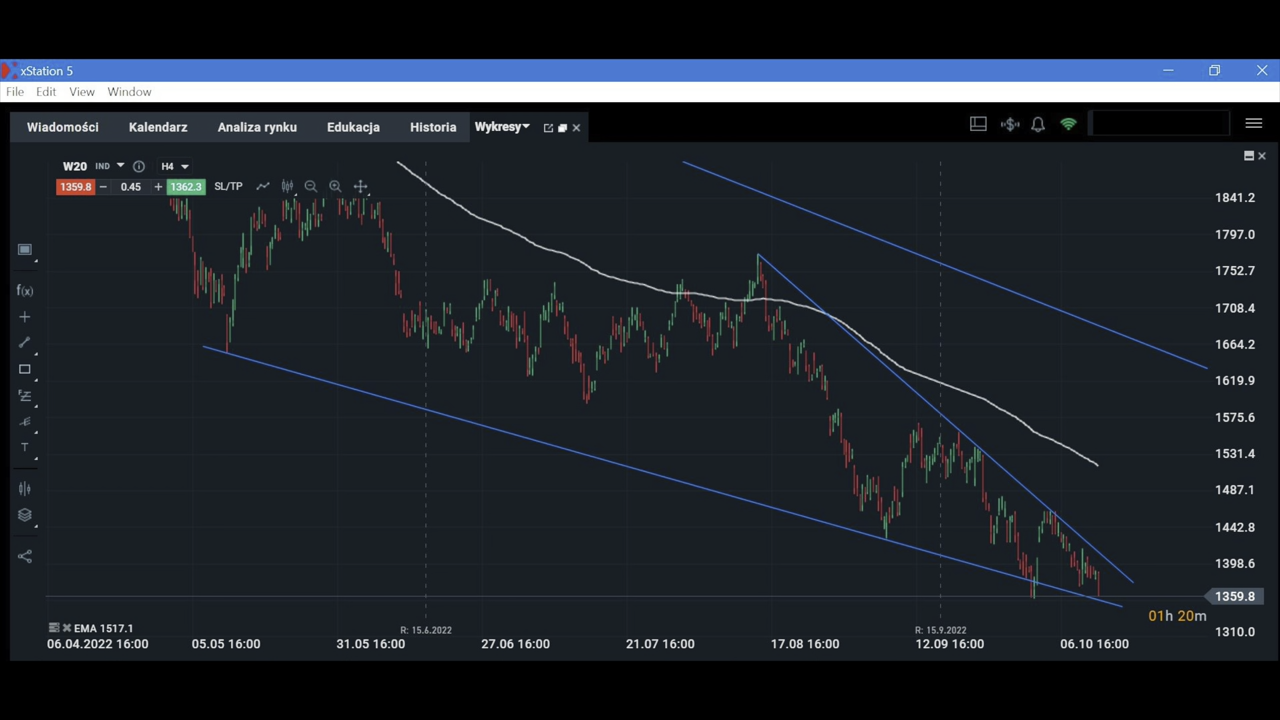 xStation 5
File Edit View Window
Wiadomości Kalendarz Analiza rynku Edukacja Historia Wykresy
W20 IND H4
1359.8 0.45 1362.3 SL/TP
1841.2
1797.0
1752.7
1708.4
1664.2
1619.9
1575.6
1531.4
1487.1
1442.8
1398.6
1359.8
01h 20m
1310.0
f(x)
T
EMA 1517.1
R: 15.6.2022 R: 15.9.2022
06.04.2022 16:00 05.05 16:00 31.05 16:00 27.06 16:00 21.07 16:00 17.08 16:00 12.09 16:00 06.10 16:00